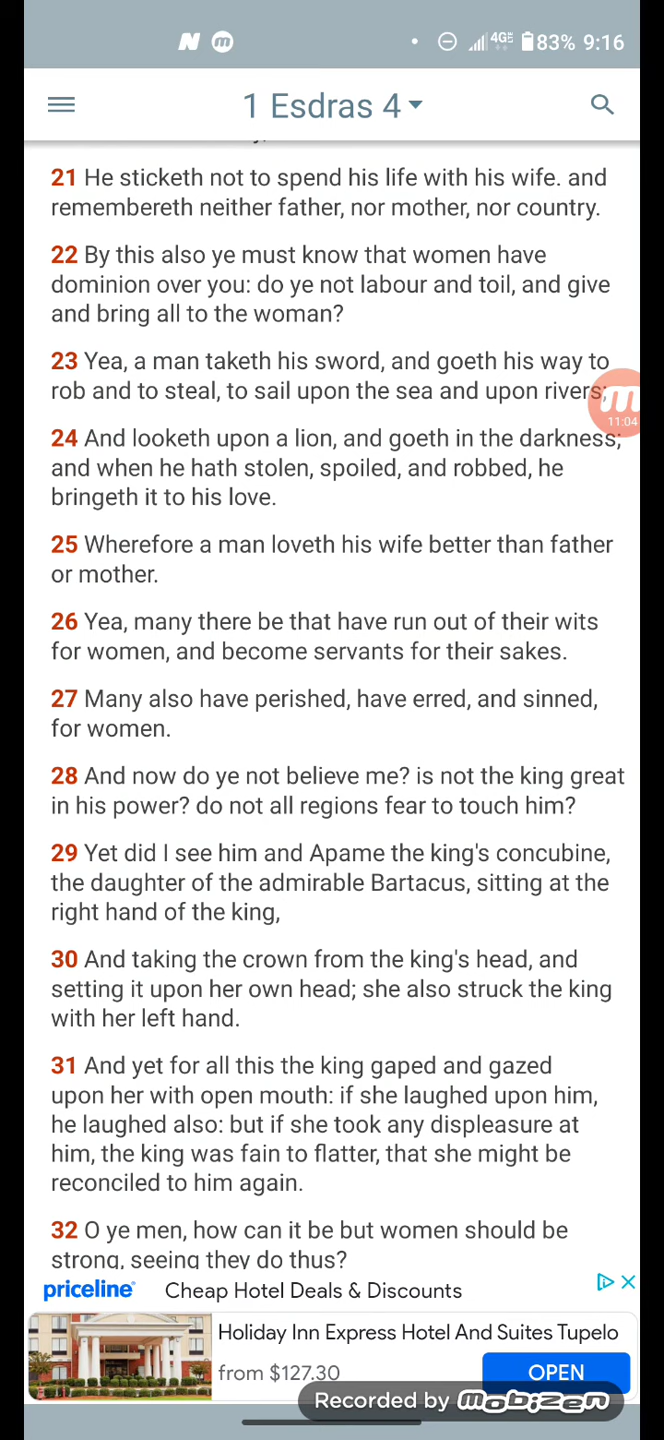 83% 9:16
1 Esdras 4
21 He sticketh not to spend his life with his wife. and
remembereth neither father, nor mother, nor country.
22 By this also ye must know that women have
dominion over you: do ye not labour and toil, and give
and bring all to the woman?
23 Yea, a man taketh his sword, and goeth his way to
rob and to steal, to sail upon the sea and upon rivers;
11:04
24 And looketh upon a lion, and goeth in the darkness;
and when he hath stolen, spoiled, and robbed, he
bringeth it to his love.
25 Wherefore a man loveth his wife better than father
or mother.
26 Yea, many there be that have run out of their wits
for women, and become servants for their sakes.
27 Many also have perished, have erred, and sinned,
for women.
28 And now do ye not believe me? is not the king great
in his power? do not all regions fear to touch him?
29 Yet did I see him and Apame the king's concubine,
the daughter of the admirable Bartacus, sitting at the
right hand of the king,
30 And taking the crown from the king's head, and
setting it upon her own head; she also struck the king
with her left hand.
31 And yet for all this the king gaped and gazed
upon her with open mouth: if she laughed upon him,
he laughed also: but if she took any displeasure at
him, the king was fain to flatter, that she might be
reconciled to him again.
32 O ye men, how can it be but women should be
strong, seeing they do thus?
priceline Cheap Hotel Deals & Discounts
Holiday Inn Express Hotel And Suites Tupelo
from $127.30 OPEN
Recorded by mobizen